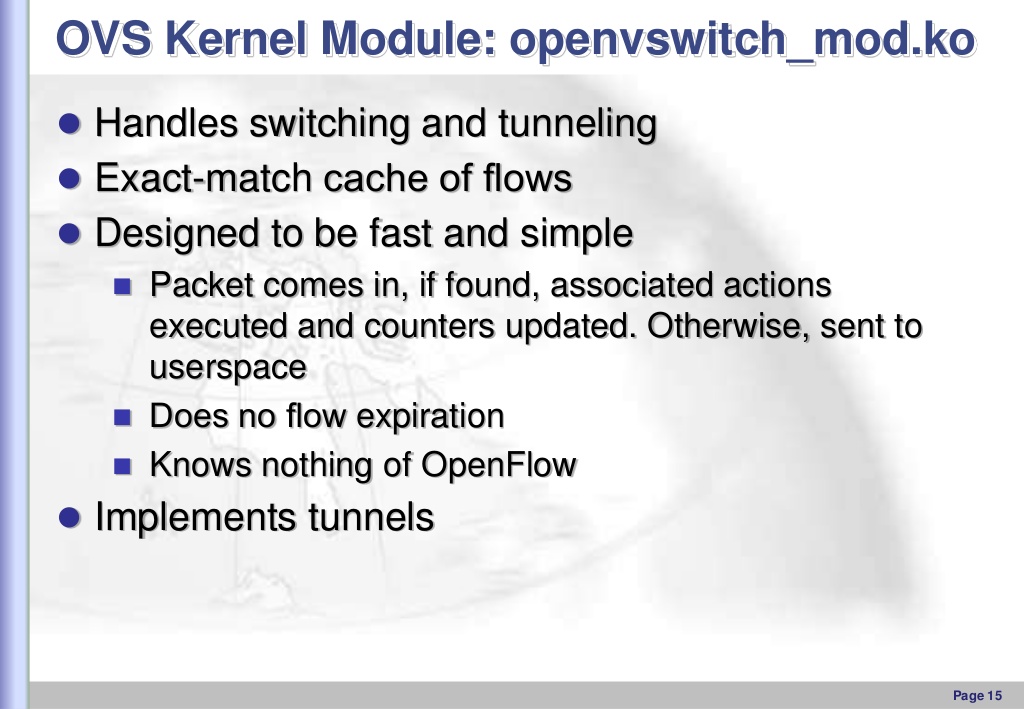 OVS Kernel Module: openvswitch_mod.ko
Handles switching and tunneling
Exact-match cache of flows
Designed to be fast and simple
Packet comes in, if found, associated actions
executed and counters updated. Otherwise, sent to
userspace
Does no flow expiration
Knows nothing of OpenFlow
Implements tunnels
Page 15